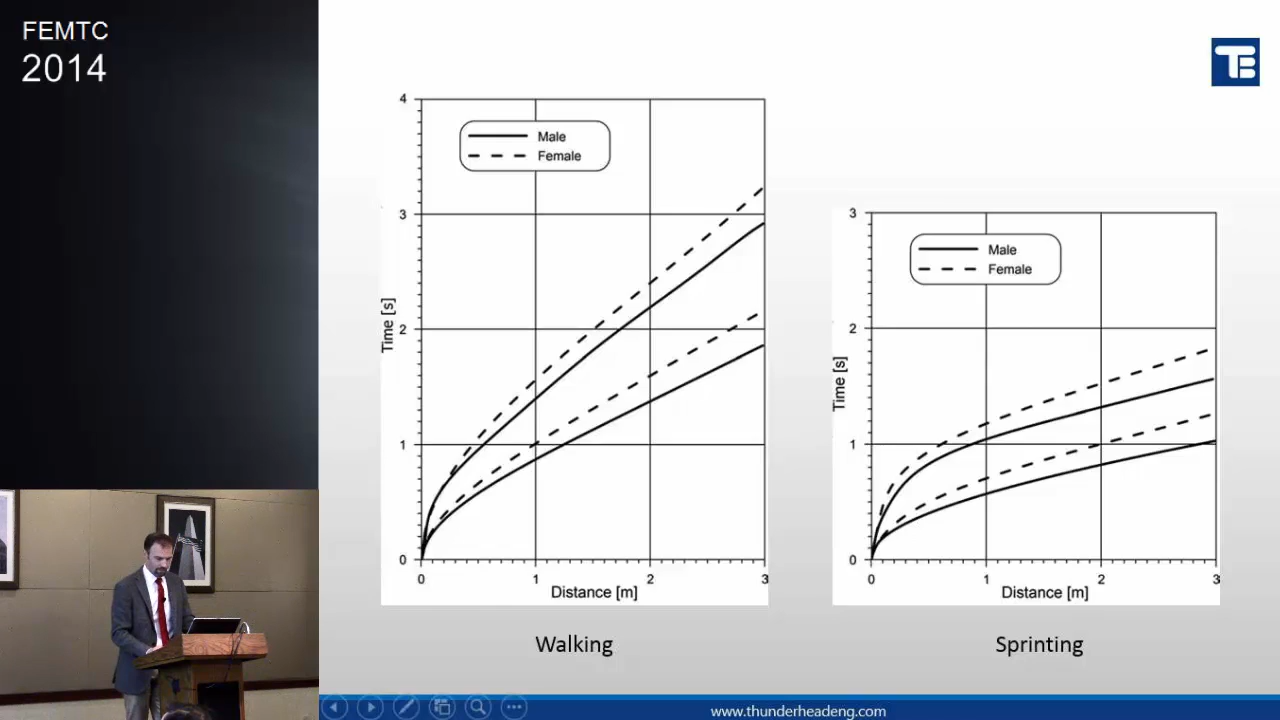 FEMTC
2014
TE
4
3
2
1
0
Male
Female
Time [s]
0 1 2 3
Distance [m]
Walking
3
2
1
0
Male
Female
Time [s]
0 1 2 3
Distance [m]
Sprinting
www.thunderheadeng.com